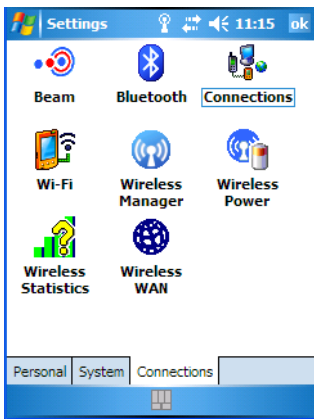 Settings 11:15 ok
Beam Bluetooth Connections
Wi-Fi Wireless Manager Wireless Power
Wireless Statistics Wireless WAN
Personal System Connections